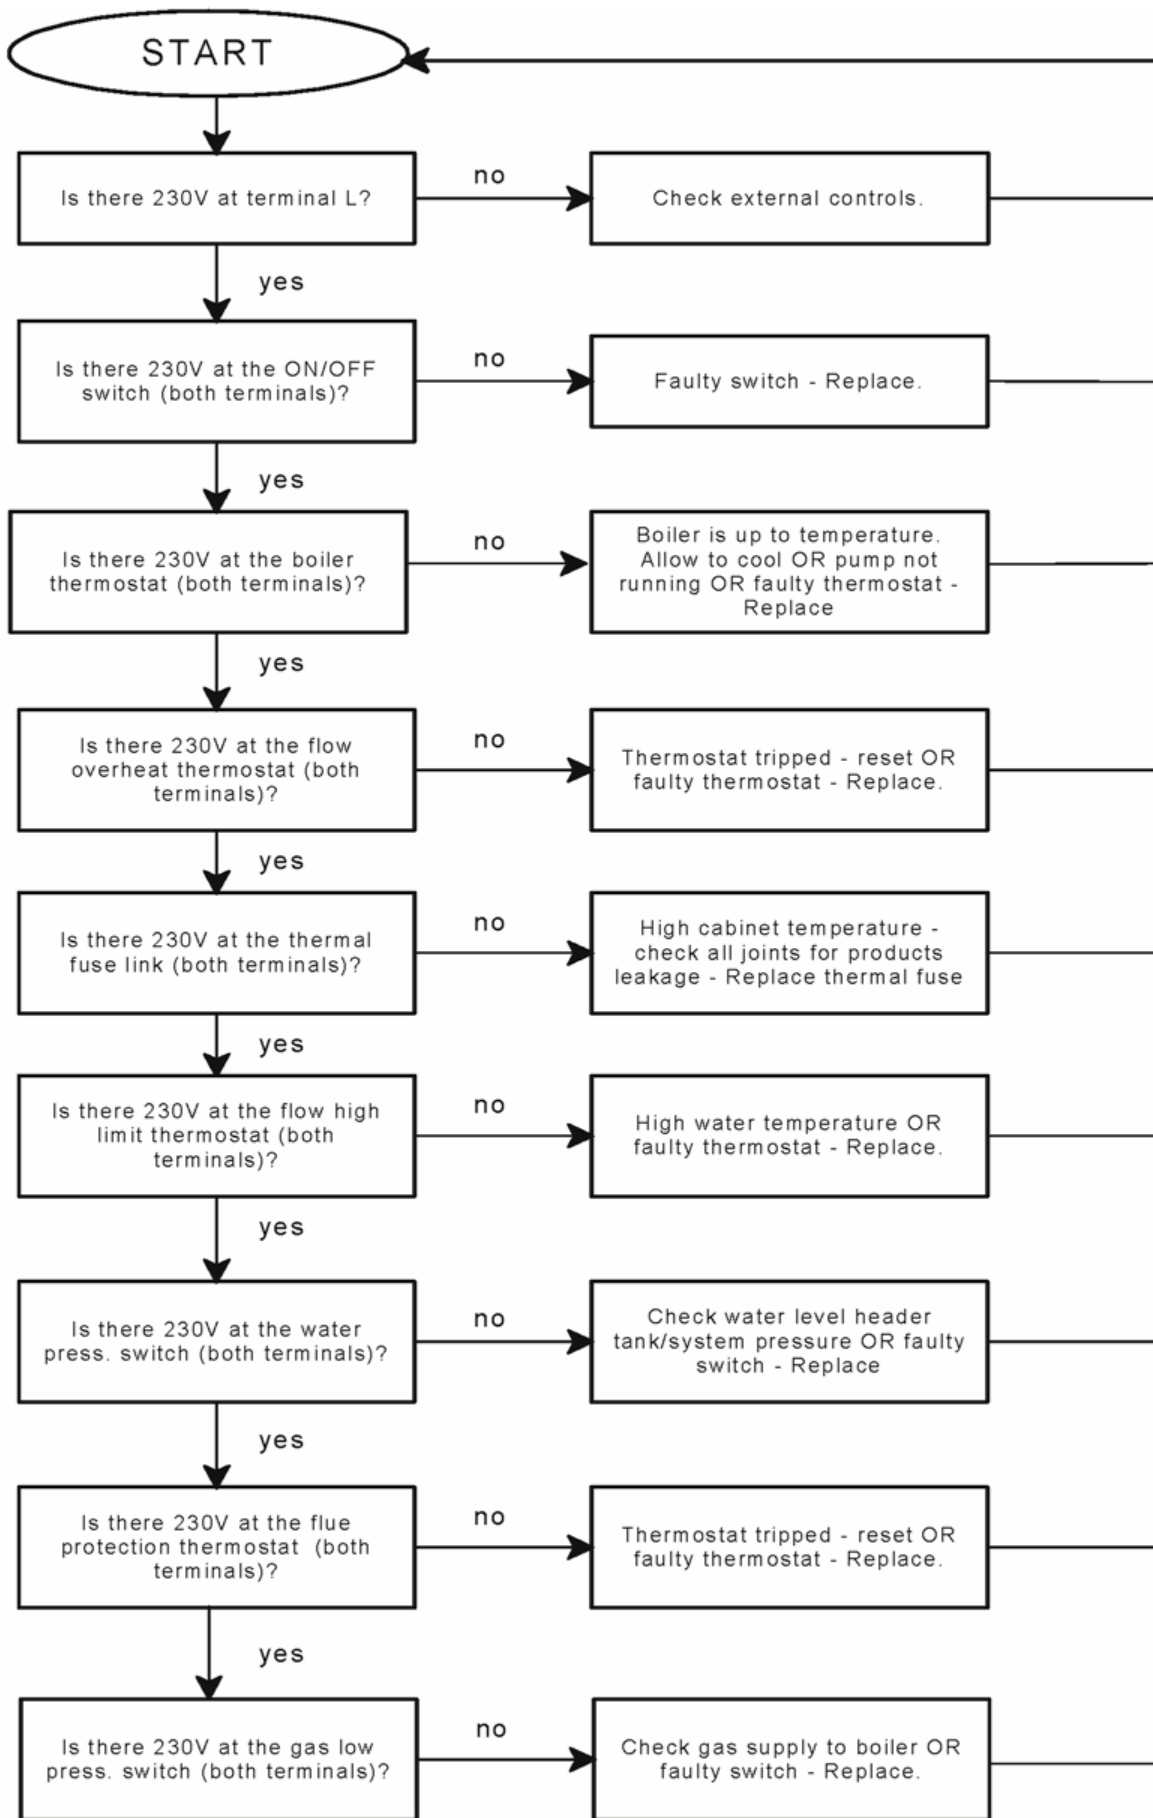 START
Is there 230V at terminal L?
no
Check external controls.
yes
Is there 230V at the ON/OFF
switch (both terminals)?
no
Faulty switch - Replace.
yes
Is there 230V at the boiler
thermostat (both terminals)?
no
Boiler is up to temperature.
Allow to cool OR pump not
running OR faulty thermostat -
Replace
yes
Is there 230V at the flow
overheat thermostat (both
terminals)?
no
Thermostat tripped - reset OR
faulty thermostat - Replace.
yes
Is there 230V at the thermal
fuse link (both terminals)?
no
High cabinet temperature -
check all joints for products
leakage - Replace thermal fuse
yes
Is there 230V at the flow high
limit thermostat (both
terminals)?
no
High water temperature OR
faulty thermostat - Replace.
yes
Is there 230V at the water
press. switch (both terminals)?
no
Check water level header
tank/system pressure OR faulty
switch - Replace
yes
Is there 230V at the flue
protection thermostat (both
terminals)?
no
Thermostat tripped - reset OR
faulty thermostat - Replace.
yes
Is there 230V at the gas low
press. switch (both terminals)?
no
Check gas supply to boiler OR
faulty switch - Replace.